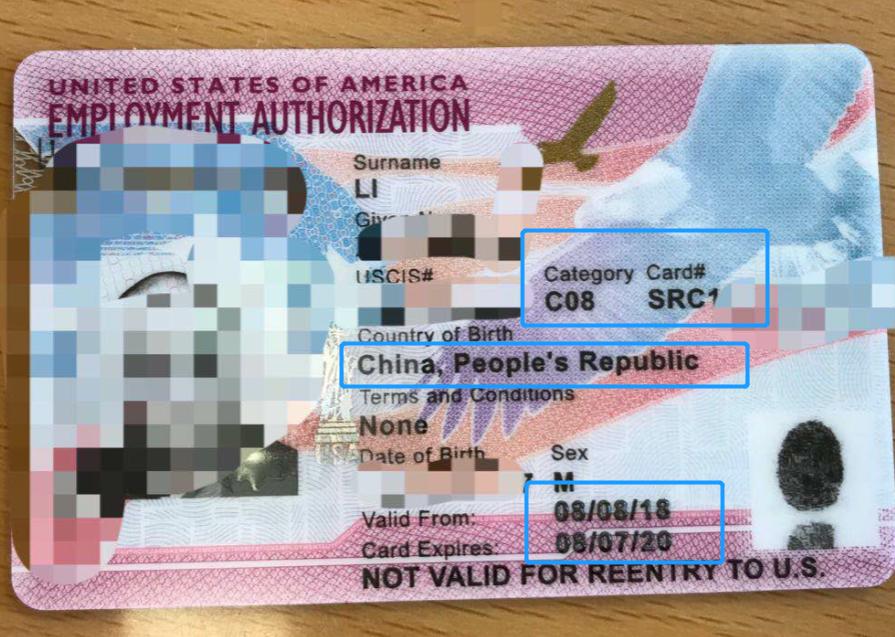 UNITED STATES OF AMERICA
EMPLOYMENT AUTHORIZATION
Surname
LI
USCIS# Category Card#
C08 SRC1
Country of Birth
China, People's Republic
Terms and Conditions
None
Date of Birth Sex
M
Valid From: 08/08/18
Card Expires: 08/07/20
NOT VALID FOR REENTRY TO U.S.